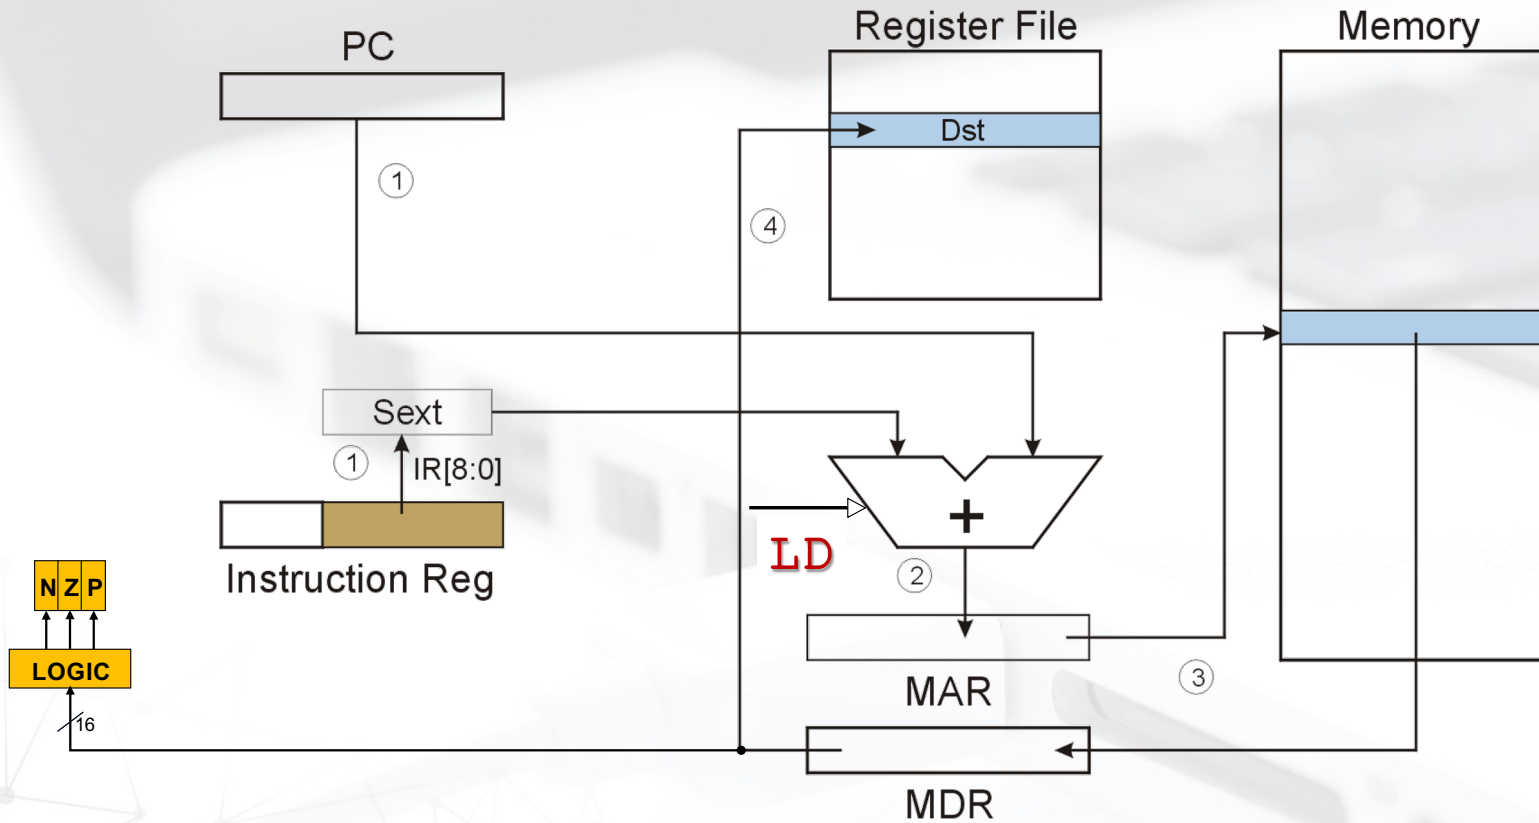 Register File
Memory
PC
Dst
1
4
Sext
1
IR[8:0]
+
LD
2
Instruction Reg
N Z P
LOGIC
3
MAR
16
MDR